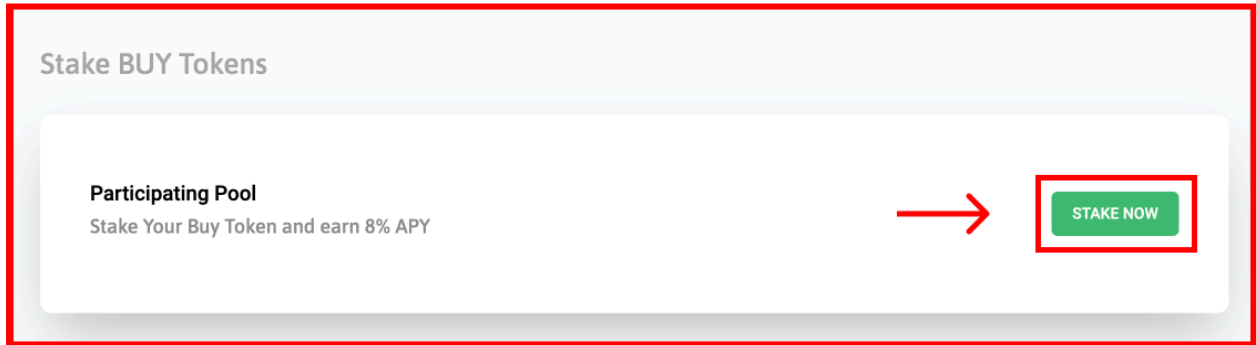 Stake BUY Tokens
Participating Pool
Stake Your Buy Token and earn 8% APY
STAKE NOW